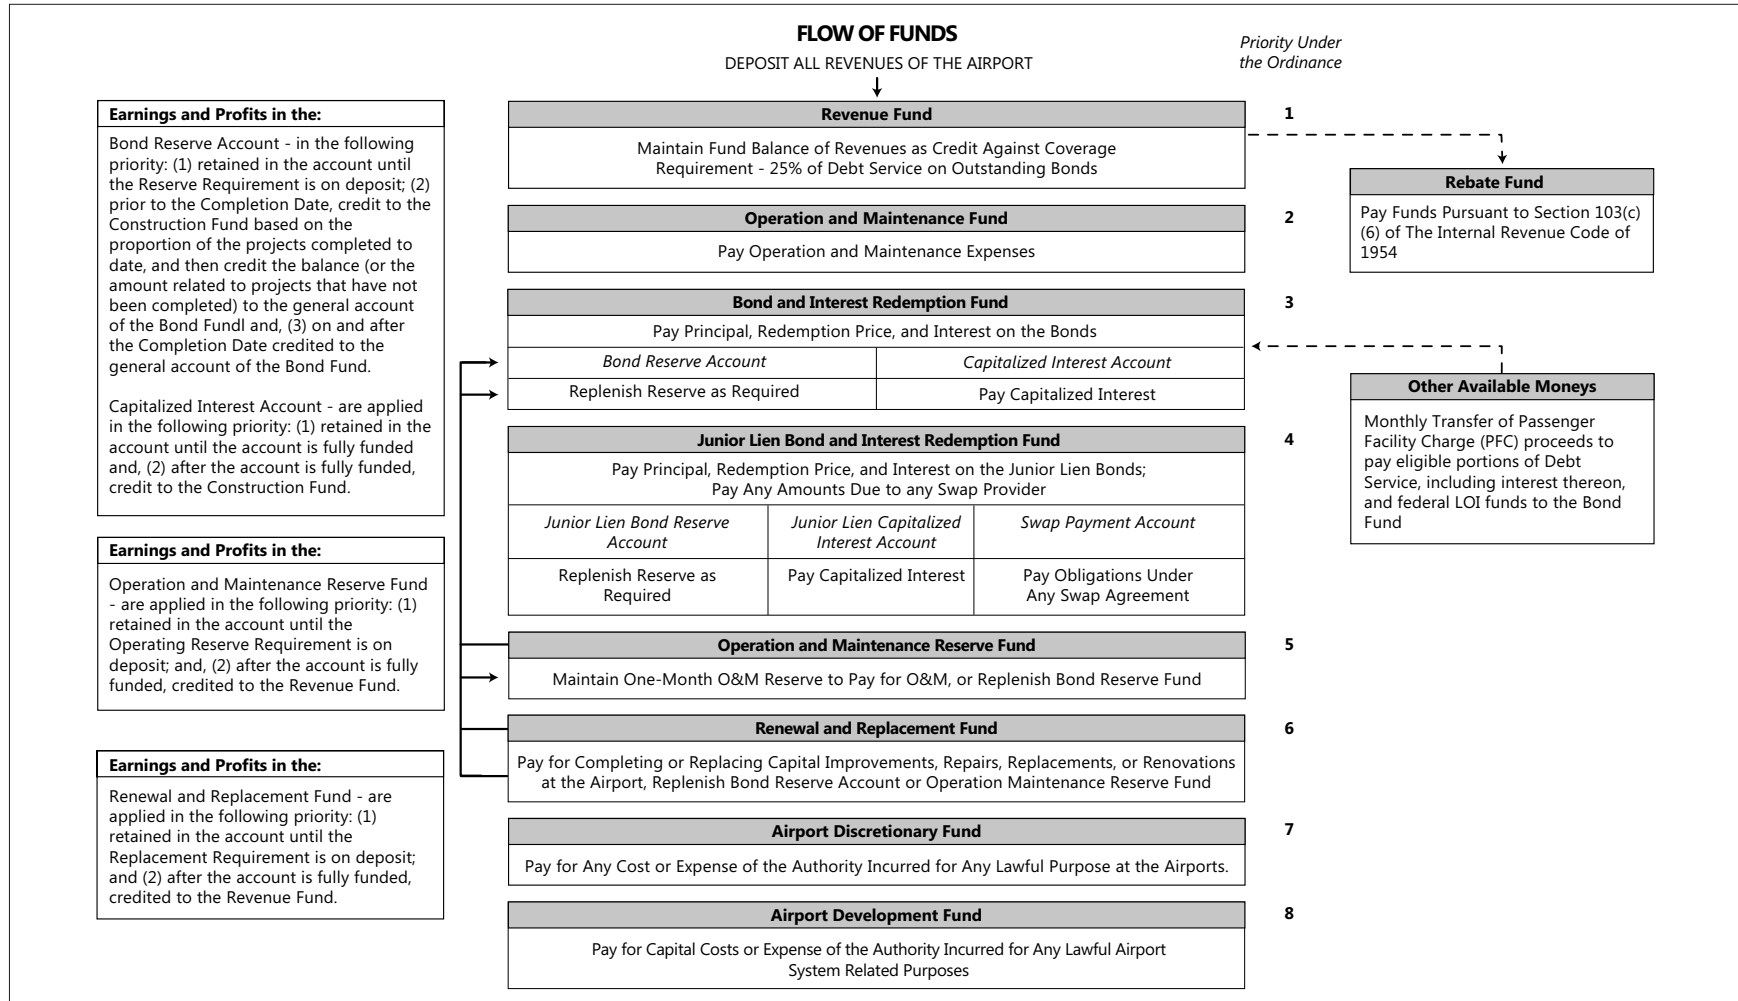 FLOW OF FUNDS
DEPOSIT ALL REVENUES OF THE AIRPORT
Priority Under
the Ordinance
Earnings and Profits in the:
Bond Reserve Account - in the following
priority: (1) retained in the account until
the Reserve Requirement is on deposit; (2)
prior to the Completion Date, credit to the
Construction Fund based on the
proportion of the projects completed to
date, and then credit the balance (or the
amount related to projects that have not
been completed) to the general account
of the Bond Fundl and, (3) on and after
the Completion Date credited to the
general account of the Bond Fund.
Capitalized Interest Account - are applied
in the following priority: (1) retained in the
account until the account is fully funded
and, (2) after the account is fully funded,
credit to the Construction Fund.
Earnings and Profits in the:
Operation and Maintenance Reserve Fund
- are applied in the following priority: (1)
retained in the account until the
Operating Reserve Requirement is on
deposit; and, (2) after the account is fully
funded, credited to the Revenue Fund.
Earnings and Profits in the:
Renewal and Replacement Fund - are
applied in the following priority: (1)
retained in the account until the
Replacement Requirement is on deposit;
and (2) after the account is fully funded,
credited to the Revenue Fund.
Revenue Fund
1
Maintain Fund Balance of Revenues as Credit Against Coverage
Requirement - 25% of Debt Service on Outstanding Bonds
Operation and Maintenance Fund
2
Pay Operation and Maintenance Expenses
Bond and Interest Redemption Fund
3
Pay Principal, Redemption Price, and Interest on the Bonds
Bond Reserve Account
Capitalized Interest Account
Replenish Reserve as Required
Pay Capitalized Interest
Junior Lien Bond and Interest Redemption Fund
4
Pay Principal, Redemption Price, and Interest on the Junior Lien Bonds;
Pay Any Amounts Due to any Swap Provider
Junior Lien Bond Reserve
Account
Junior Lien Capitalized
Interest Account
Swap Payment Account
Replenish Reserve as
Required
Pay Capitalized Interest
Pay Obligations Under
Any Swap Agreement
Operation and Maintenance Reserve Fund
5
Maintain One-Month O&M Reserve to Pay for O&M, or Replenish Bond Reserve Fund
Renewal and Replacement Fund
6
Pay for Completing or Replacing Capital Improvements, Repairs, Replacements, or Renovations
at the Airport, Replenish Bond Reserve Account or Operation Maintenance Reserve Fund
Airport Discretionary Fund
7
Pay for Any Cost or Expense of the Authority Incurred for Any Lawful Purpose at the Airports.
Airport Development Fund
8
Pay for Capital Costs or Expense of the Authority Incurred for Any Lawful Airport
System Related Purposes
Rebate Fund
Pay Funds Pursuant to Section 103(c)
(6) of The Internal Revenue Code of
1954
Other Available Moneys
Monthly Transfer of Passenger
Facility Charge (PFC) proceeds to
pay eligible portions of Debt
Service, including interest thereon,
and federal LOI funds to the Bond
Fund